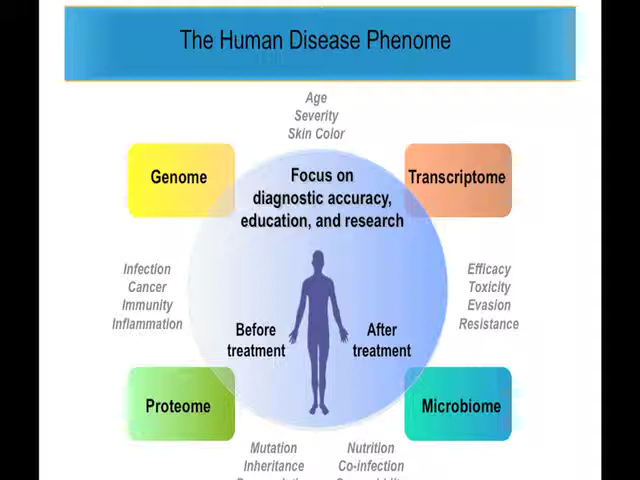 The Human Disease Phenome
Age
Severity
Skin Color
Genome
Focus on
diagnostic accuracy,
education, and research
Transcriptome
Infection
Cancer
Immunity
Inflammation
Efficacy
Toxicity
Evasion
Resistance
Before
treatment
After
treatment
Proteome
Microbiome
Mutation
Inheritance
Nutrition
Co-infection